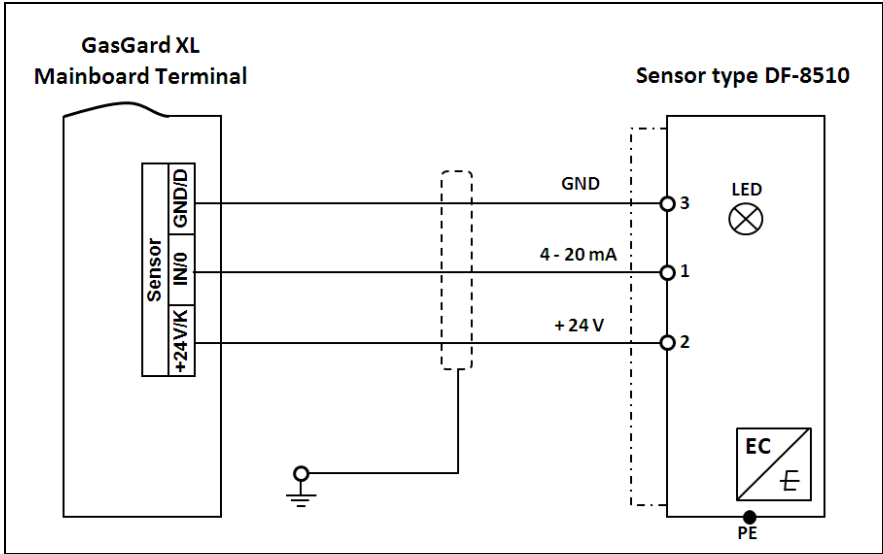 GasGard XL
Mainboard Terminal
Sensor type DF-8510
Sensor
GND/D
IN/0
+24V/K
GND
4 - 20 mA
+ 24 V
3
1
2
LED
EC
E
PE